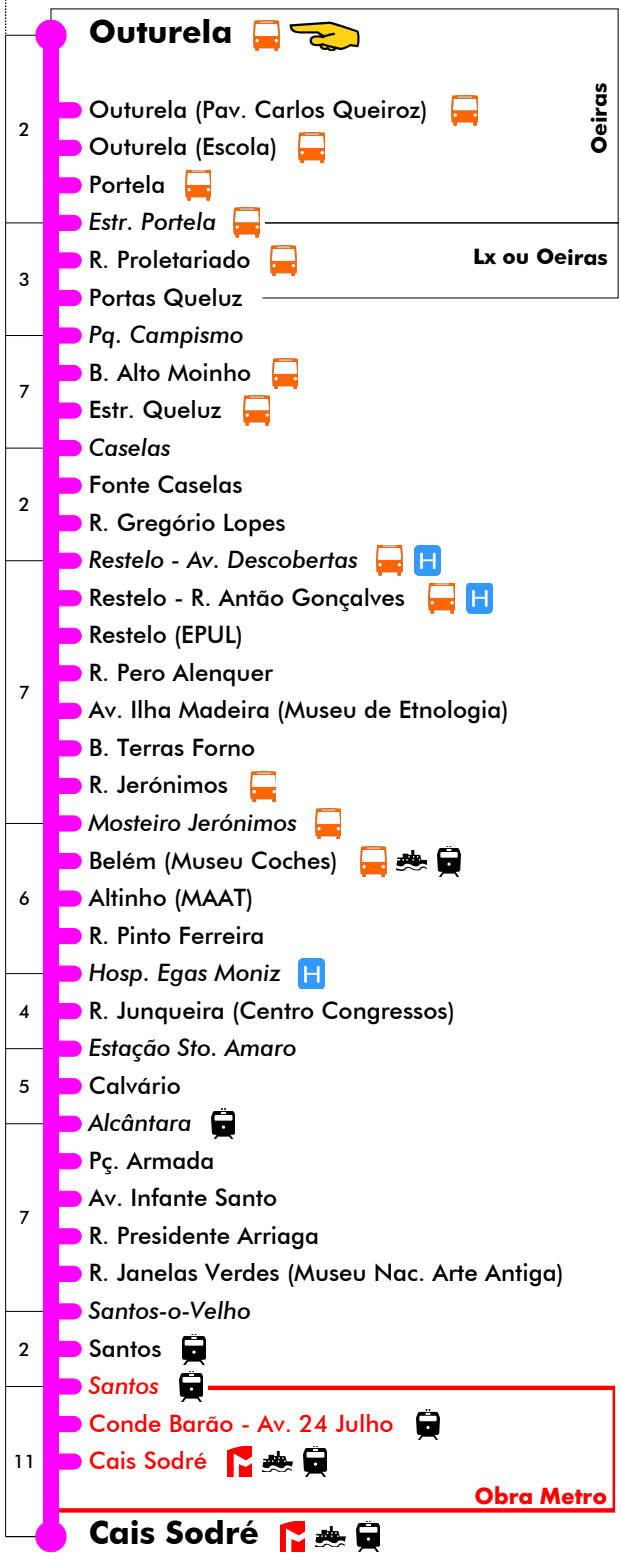 Outurela
Outurela (Pav. Carlos Queiroz)
Oeiras
2
Outurela (Escola)
Portela
Estr. Portela
R. Proletariado
Lx ou Oeiras
3
Portas Queluz
Pq. Campismo
B. Alto Moinho
7
Estr. Queluz
Caselas
Fonte Caselas
2
R. Gregório Lopes
Restelo - Av. Descobertas
H
Restelo - R. Antão Gonçalves
H
Restelo (EPUL)
R. Pero Alenquer
7
Av. Ilha Madeira (Museu de Etnologia)
B. Terras Forno
R. Jerónimos
Mosteiro Jerónimos
Belém (Museu Coches)
6
Altinho (MAAT)
R. Pinto Ferreira
Hosp. Egas Moniz
H
4
R. Junqueira (Centro Congressos)
Estação Sto. Amaro
5
Calvário
Alcântara
Pç. Armada
Av. Infante Santo
7
R. Presidente Arriaga
R. Janelas Verdes (Museu Nac. Arte Antiga)
Santos-o-Velho
2
Santos
Santos
Conde Barão - Av. 24 Julho
11
Cais Sodré
Obra Metro
Cais Sodré